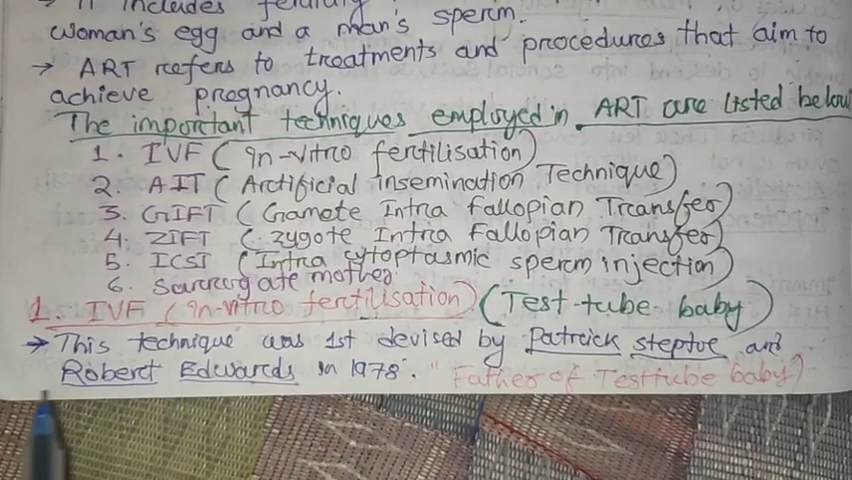 → It includes
woman's egg and a man's sperm.
→ ART refers to treatments and procedures that aim to
achieve pregnancy.
The important techniques employed in ART are listed below
1. IVF (In-vitro fertilisation)
2. AIT (Artificial insemination Technique)
3. GIFT (Gamete Intra Fallopian Transfer)
4. ZIFT (Zygote Intra Fallopian Transfer)
5. ICSI (Intra cytoptasmic sperm injection)
6. Surrogate mother
1. IVF (In-vitro fertilisation) (Test-tube baby)
→ This technique was 1st devised by Patrick steptoe and
Robert Edwards in 1978. "Father of Testtube baby)